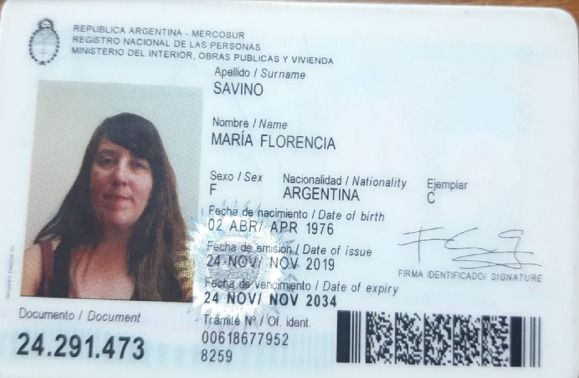 REPUBLICA ARGENTINA - MERCOSUR
REGISTRO NACIONAL DE LAS PERSONAS
MINISTERIO DEL INTERIOR, OBRAS PUBLICAS Y VIVIENDA
Apellido / Surname
SAVINO
Nombre / Name
MARÍA FLORENCIA
Sexo / Sex Nacionalidad / Nationality Ejemplar
F ARGENTINA C
Fecha de nacimiento / Date of birth
02 ABR/ APR 1976
Fecha de emisión / Date of issue
24 NOV/ NOV 2019
FIRMA IDENTIFICADO/ SIGNATURE
Fecha de vencimiento / Date of expiry
24 NOV/ NOV 2034
Documento / Document
24.291.473
Trámite Nº / Of. ident.
00618677952
8259